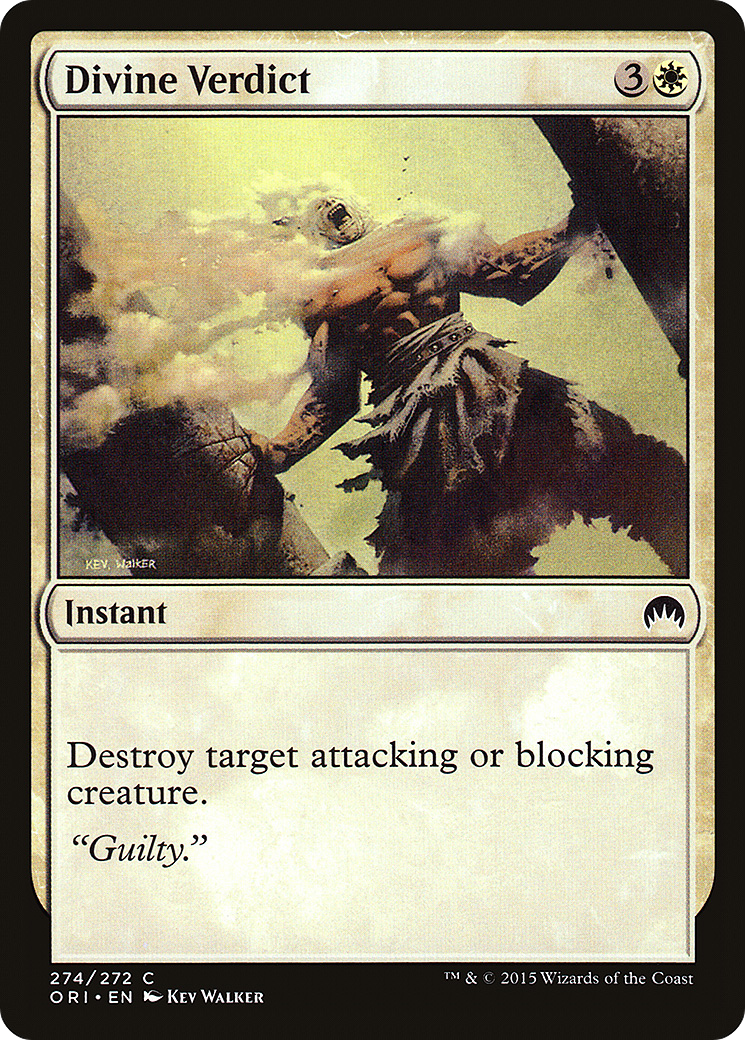 Divine Verdict 3
KEV. WALKER
Instant
Destroy target attacking or blocking
creature.
“Guilty.”
274/272 C
ORI • EN KEV WALKER
™ & © 2015 Wizards of the Coast